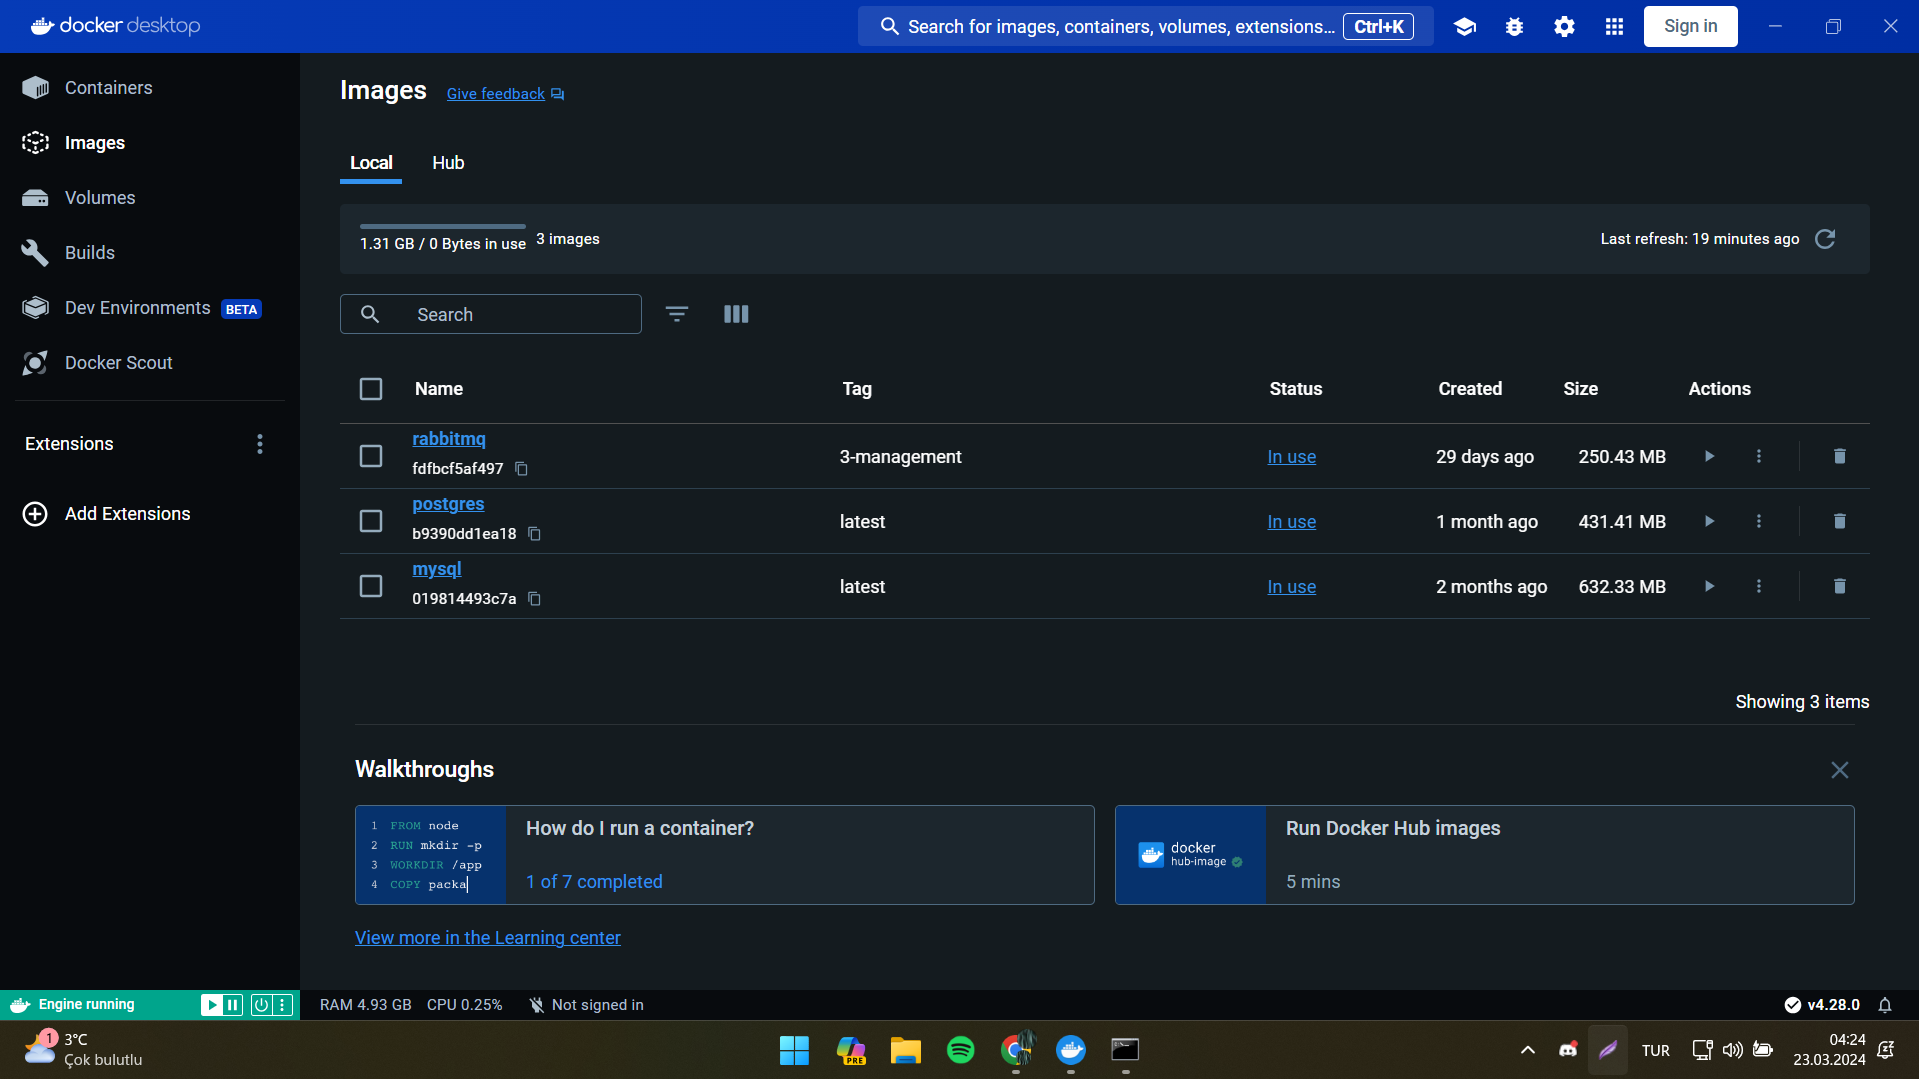 docker desktop
Search for images, containers, volumes, extensions... Ctrl+K
Sign in
Containers
Images
Volumes
Builds
Dev Environments BETA
Docker Scout
Extensions
Add Extensions
Images Give feedback
Local Hub
1.31 GB / 0 Bytes in use 3 images
Last refresh: 19 minutes ago
Search
Name Tag Status Created Size Actions
rabbitmq
fdfbcf5af497
3-management In use 29 days ago 250.43 MB
postgres
b9390dd1ea18
latest In use 1 month ago 431.41 MB
mysql
019814493c7a
latest In use 2 months ago 632.33 MB
Showing 3 items
Walkthroughs
1 FROM node
2 RUN mkdir -p
3 WORKDIR /app
4 COPY packa
How do I run a container?
1 of 7 completed
docker
hub-image
Run Docker Hub images
5 mins
View more in the Learning center
Engine running
RAM 4.93 GB CPU 0.25% Not signed in
v4.28.0
1
3°C
Çok bulutlu
PRE
TUR
04:24
23.03.2024